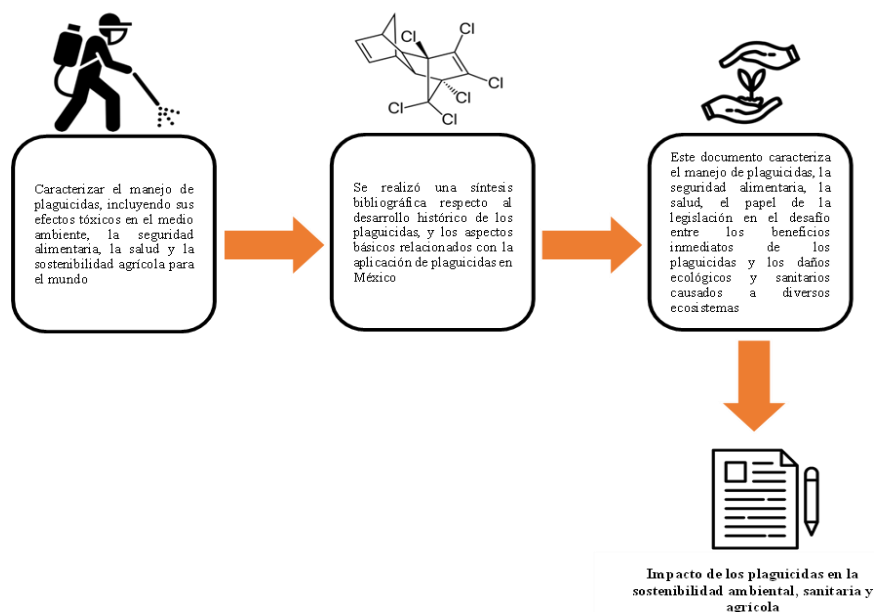 Cl
Cl
Cl
Cl
Cl
Cl
Caracterizar el manejo de
plaguicidas, incluyendo sus
efectos tóxicos en el medio
ambiente, la seguridad
alimentaria, la salud y la
sostenibilidad agrícola para
el mundo
Se realizó una síntesis
bibliográfica respecto al
desarrollo histórico de los
plaguicidas, y los aspectos
básicos relacionados con la
aplicación de plaguicidas en
México
Este documento caracteriza
el manejo de plaguicidas, la
seguridad alimentaria, la
salud, el papel de la
legislación en el desafío
entre los beneficios
inmediatos de los
plaguicidas y los daños
ecológicos y sanitarios
causados a diversos
ecosistemas
Impacto de los plaguicidas en la
sostenibilidad ambiental, sanitaria y
agrícola